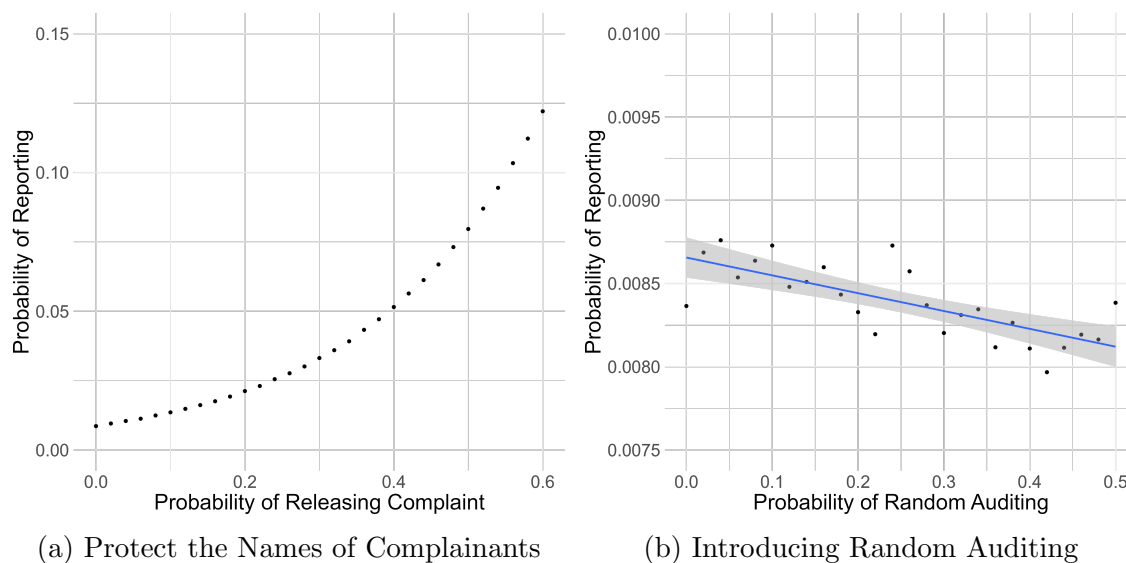 0.15
0.10
0.05
0.00
Probability of Reporting
0.0 0.2 0.4 0.6
Probability of Releasing Complaint
(a) Protect the Names of Complainants
0.0100
0.0095
0.0090
0.0085
0.0080
0.0075
Probability of Reporting
0.0 0.1 0.2 0.3 0.4 0.5
Probability of Random Auditing
(b) Introducing Random Auditing